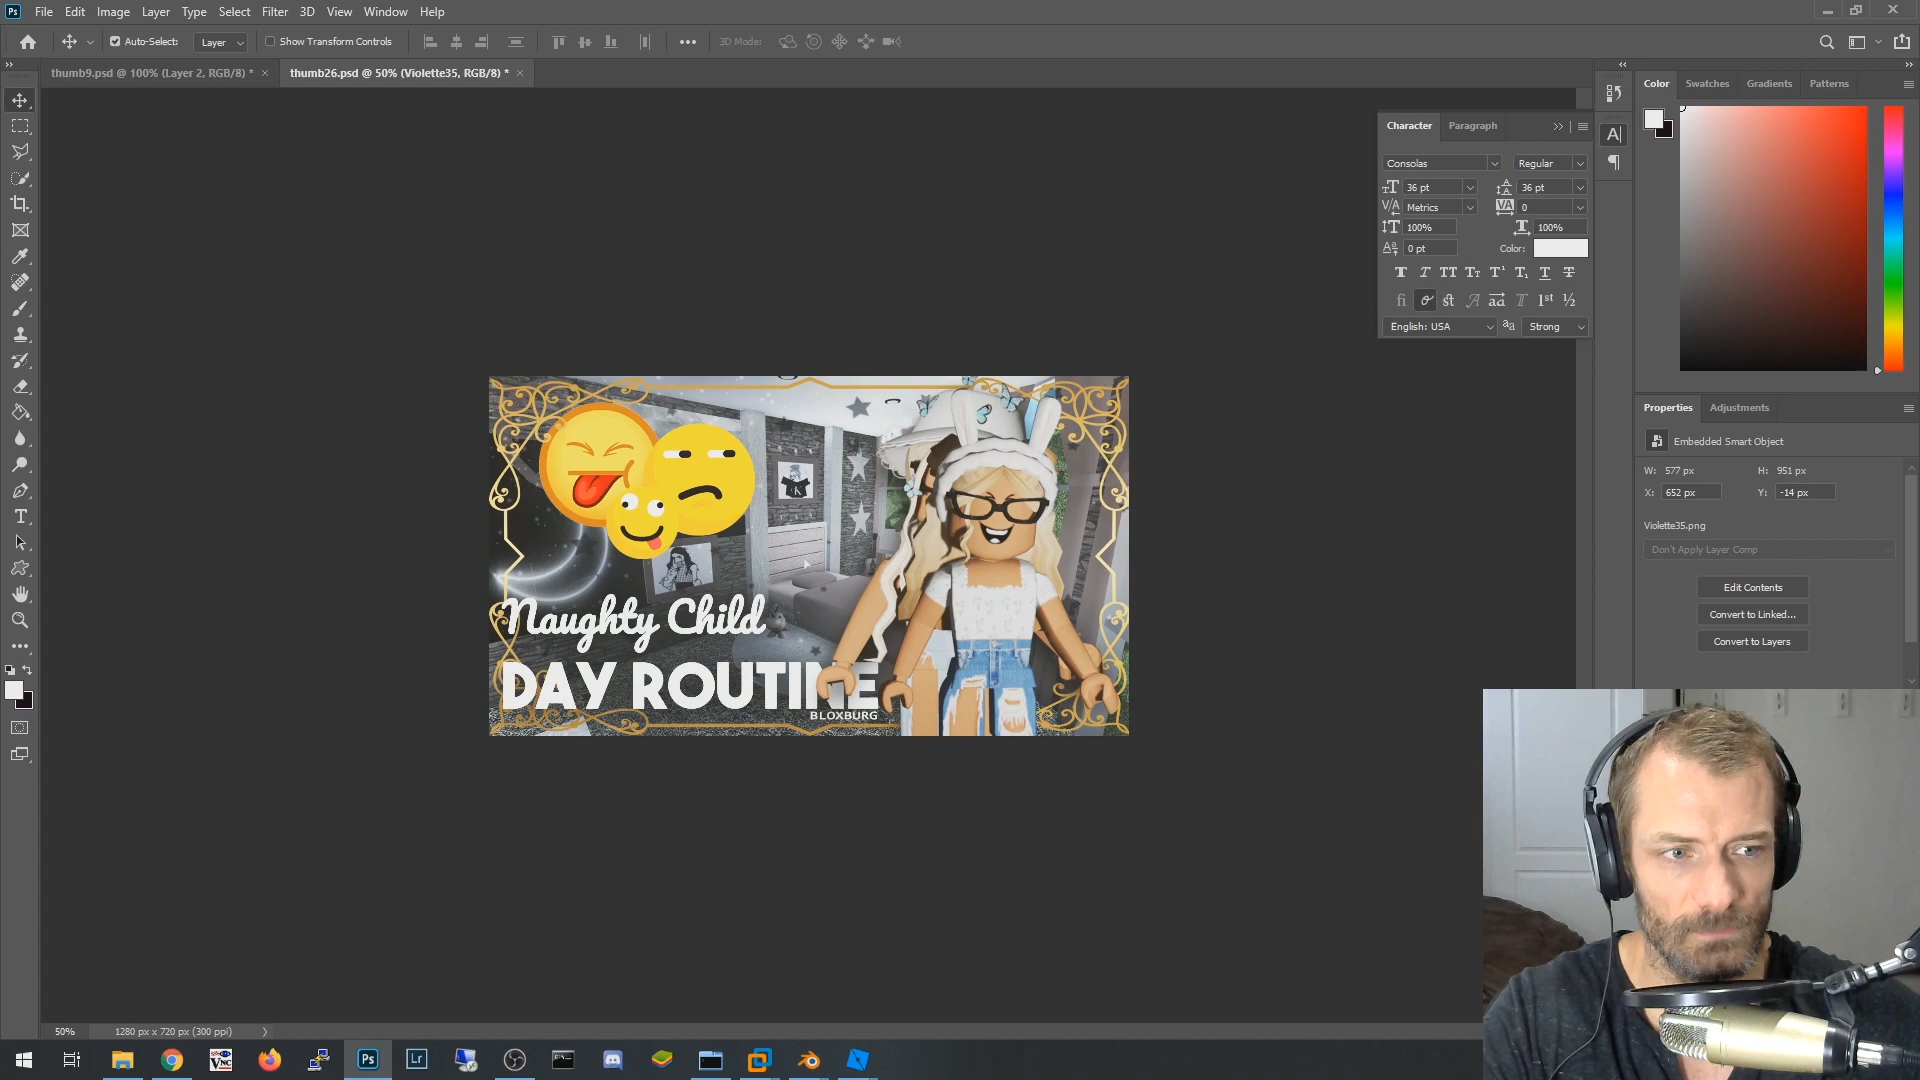 Ps File Edit Image Layer Type Select Filter 3D View Window Help
Auto-Select: Layer Show Transform Controls 3D Mode:
thumb9.psd @ 100% (Layer 2, RGB/8) * thumb26.psd @ 50% (Violette35, RGB/8) *
Color Swatches Gradients Patterns
Character Paragraph
Consolas Regular
36 pt 36 pt
Metrics 0
100% 100%
0 pt Color:
English: USA aa Strong
Properties Adjustments
Embedded Smart Object
W: 577 px H: 951 px
X: 652 px Y: -14 px
Violette35.png
Don't Apply Layer Comp
Edit Contents
Convert to Linked...
Convert to Layers
Naughty Child
DAY ROUTINE
BLOXBURG
50% 1280 px x 720 px (300 ppi)
Ps Lr